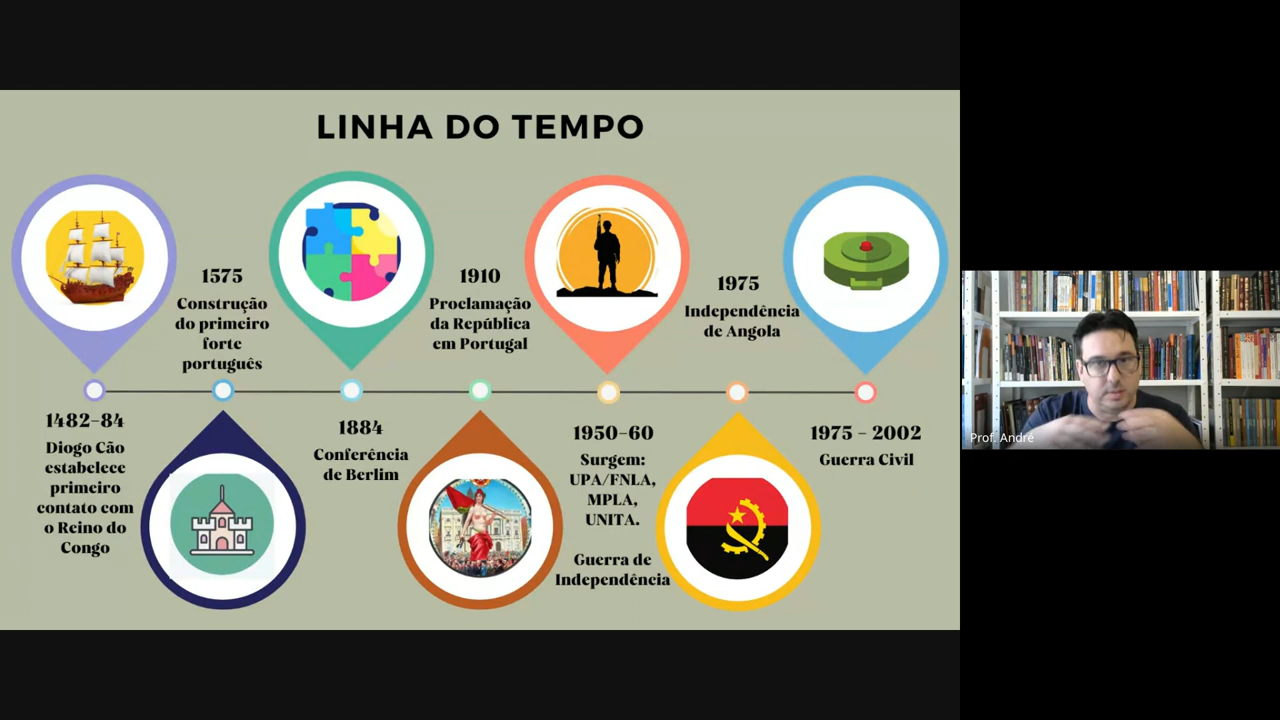 LINHA DO TEMPO
1482-84
Diogo Cão
estabelece
primeiro
contato com
o Reino do
Congo
1575
Construção
do primeiro
forte
português
1884
Conferência
de Berlim
1910
Proclamação
da República
em Portugal
1950-60
Surgem:
UPA/FNLA,
MPLA,
UNITA.
Guerra de
Independência
1975
Independência
de Angola
1975 - 2002
Guerra Civil
Prof. André